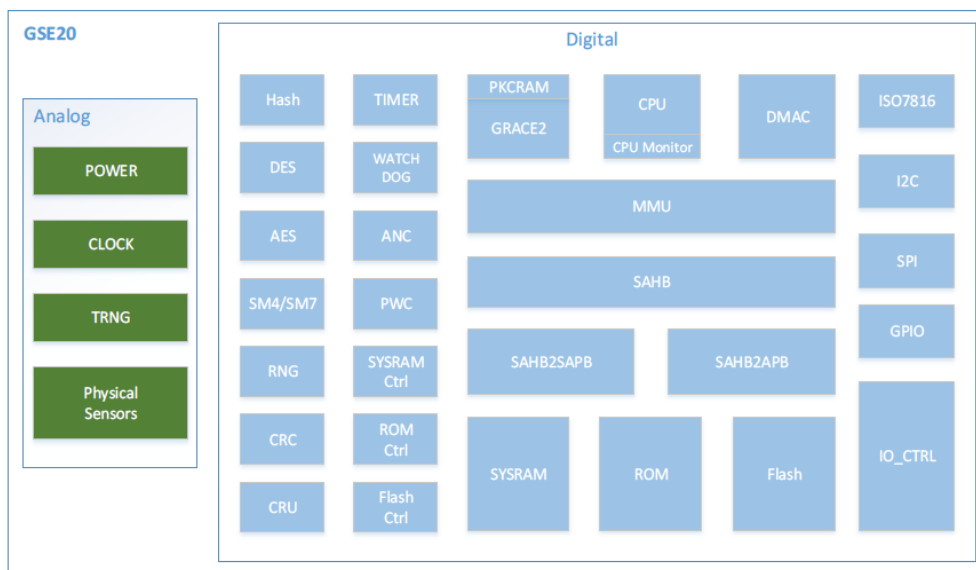 GSE20
Analog
POWER
CLOCK
TRNG
Physical
Sensors
Digital
Hash
DES
AES
SM4/SM7
RNG
CRC
CRU
TIMER
WATCH
DOG
ANC
PWC
SYSRAM
Ctrl
ROM
Ctrl
Flash
Ctrl
PKCRAM
GRACE2
CPU
CPU Monitor
DMAC
MMU
SAHB
SAHB2SAPB
SAHB2APB
SYSRAM
ROM
Flash
ISO7816
I2C
SPI
GPIO
IO_CTRL